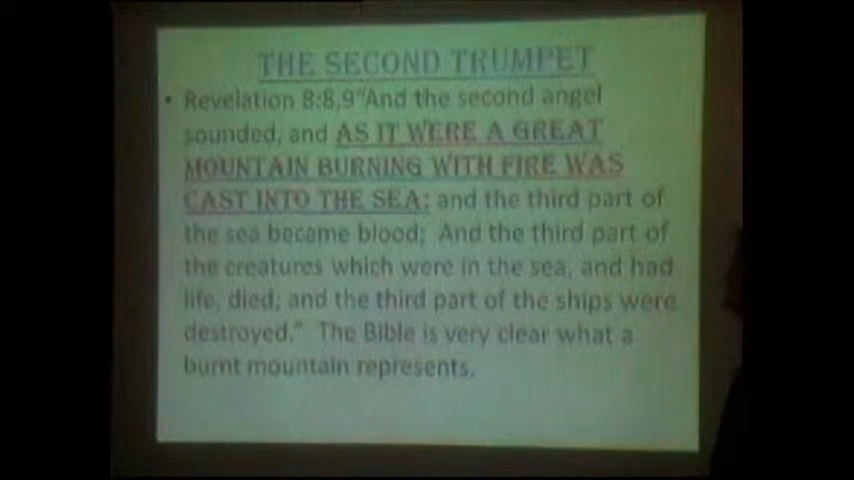 THE SECOND TRUMPET
• Revelation 8:8,9"And the second angel
sounded, and AS IT WERE A GREAT
MOUNTAIN BURNING WITH FIRE WAS
CAST INTO THE SEA; and the third part of
the sea became blood;  And the third part of
the creatures which were in the sea, and had
life, died; and the third part of the ships were
destroyed."  The Bible is very clear what a
burnt mountain represents.